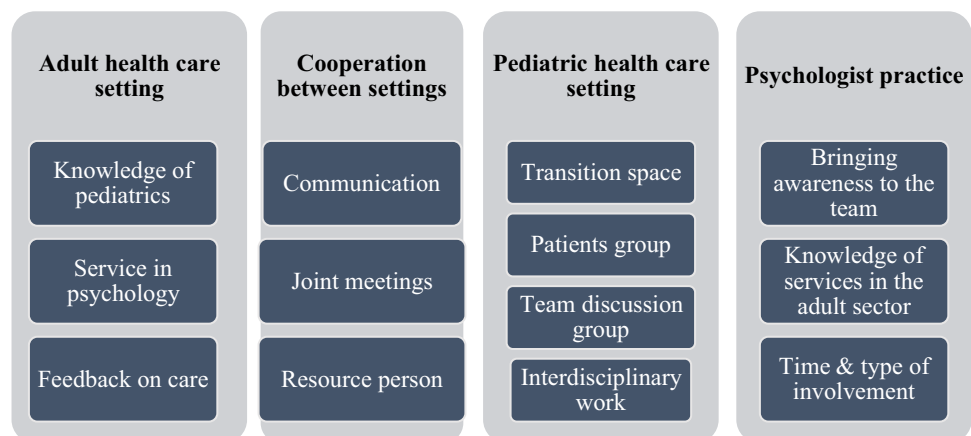 Adult health care
setting
Knowledge of
pediatrics
Service in
psychology
Feedback on care
Cooperation
between settings
Communication
Joint meetings
Resource person
Pediatric health care
setting
Transition space
Patients group
Team discussion
group
Interdisciplinary
work
Psychologist practice
Bringing
awareness to the
team
Knowledge of
services in the
adult sector
Time & type of
involvement